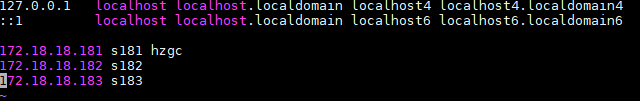 127.0.0.1   localhost localhost.localdomain localhost4 localhost4.localdomain4
::1         localhost localhost.localdomain localhost6 localhost6.localdomain6
172.18.18.181 s181 hzgc
172.18.18.182 s182
172.18.18.183 s183
~